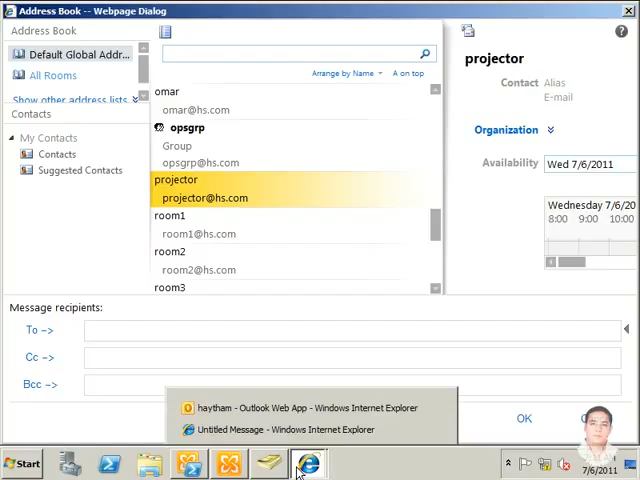 Address Book -- Webpage Dialog
Address Book
Default Global Addr...
All Rooms
Show other address lists
Contacts
My Contacts
Contacts
Suggested Contacts
Arrange by Name
A on top
omar
omar@hs.com
opsgrp
Group
opsgrp@hs.com
projector
projector@hs.com
room1
room1@hs.com
room2
room2@hs.com
room3
projector
Contact
Alias
E-mail
Organization
Availability
Wed 7/6/2011
Wednesday 7/6/20
8:00 9:00 10:00
Message recipients:
To ->
Cc ->
Bcc ->
haytham - Outlook Web App - Windows Internet Explorer
Untitled Message - Windows Internet Explorer
OK
Start
7/6/2011